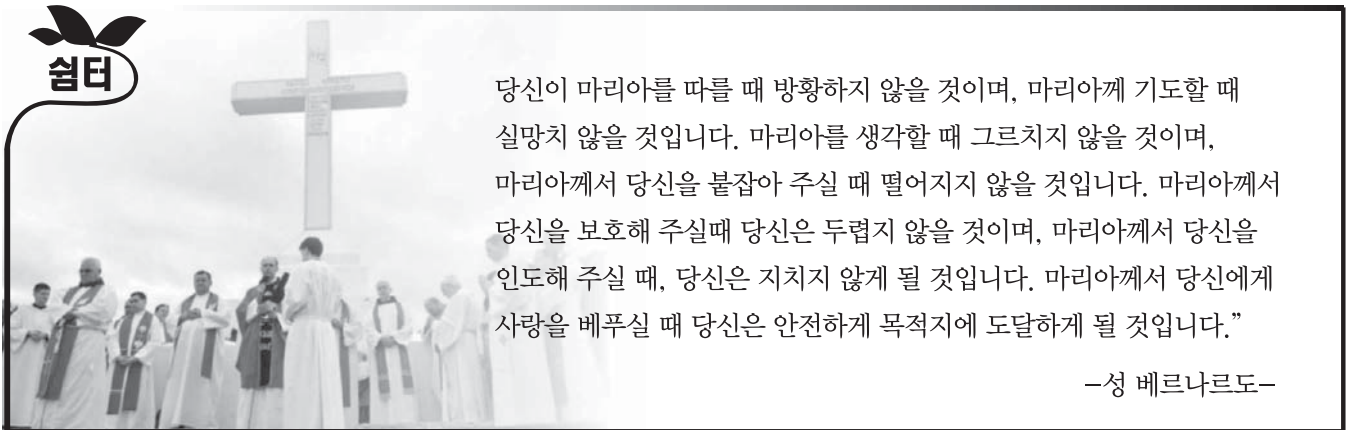 쉼터
당신이 마리아를 따를 때 방황하지 않을 것이며, 마리아께 기도할 때
실망치 않을 것입니다. 마리아를 생각할 때 그르치지 않을 것이며,
마리아께서 당신을 붙잡아 주실 때 떨어지지 않을 것입니다. 마리아께서
당신을 보호해 주실때 당신은 두렵지 않을 것이며, 마리아께서 당신을
인도해 주실 때, 당신은 지치지 않게 될 것입니다. 마리아께서 당신에게
사랑을 베푸실 때 당신은 안전하게 목적지에 도달하게 될 것입니다.”
–성 베르나르도–